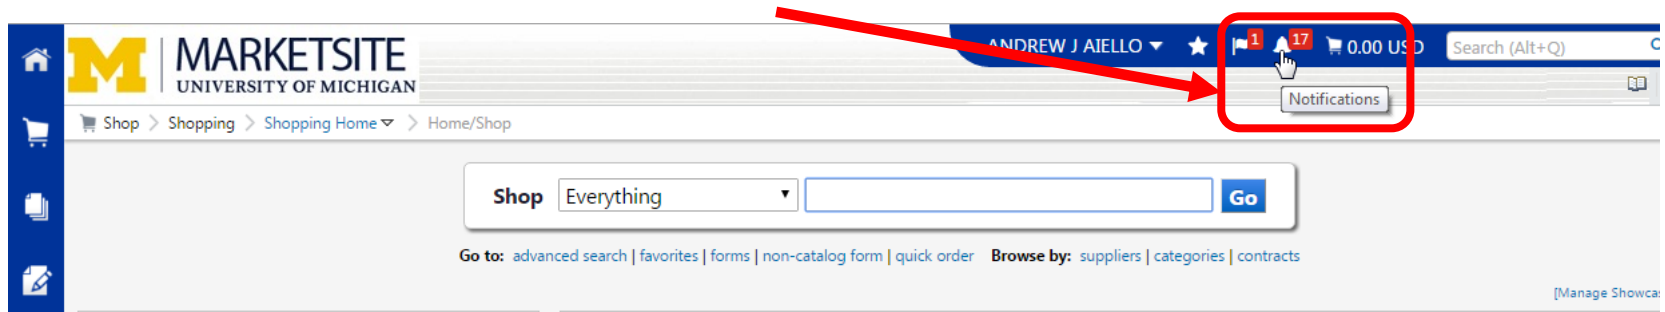 M MARKETSITE
UNIVERSITY OF MICHIGAN
ANDREW J AIELLO 1 17 0.00 USD Search (Alt+Q)
Notifications
Shop > Shopping > Shopping Home > Home/Shop
Shop Everything Go
Go to: advanced search | favorites | forms | non-catalog form | quick order Browse by: suppliers | categories | contracts
[Manage Showcas